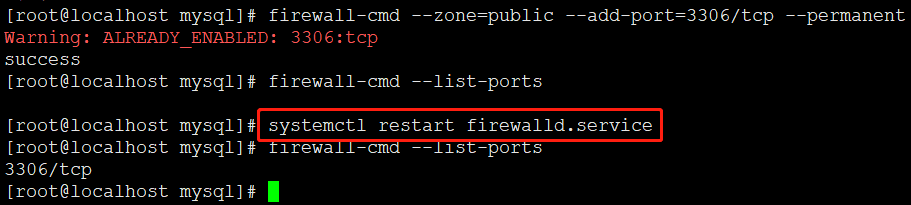 [root@localhost mysql]# firewall-cmd --zone=public --add-port=3306/tcp --permanent
Warning: ALREADY_ENABLED: 3306:tcp
success
[root@localhost mysql]# firewall-cmd --list-ports
[root@localhost mysql]# systemctl restart firewalld.service
[root@localhost mysql]# firewall-cmd --list-ports
3306/tcp
[root@localhost mysql]#